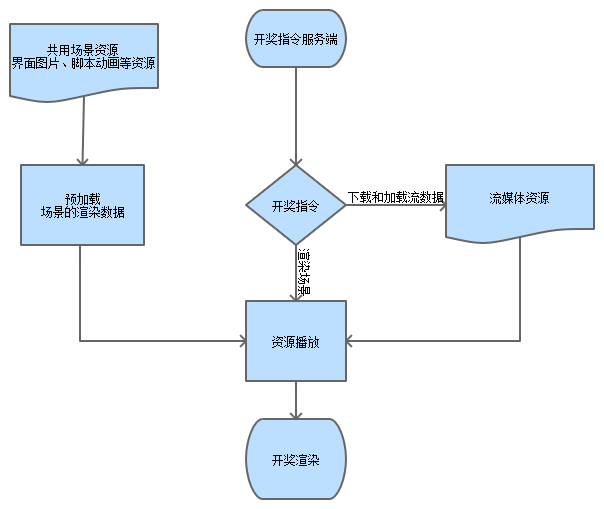 共用场景资源
界面图片、脚本动画等资源
开奖指令服务端
预加载
场景的渲染数据
开奖指令
下载和加载流数据
流媒体资源
渲染场景
资源播放
开奖渲染